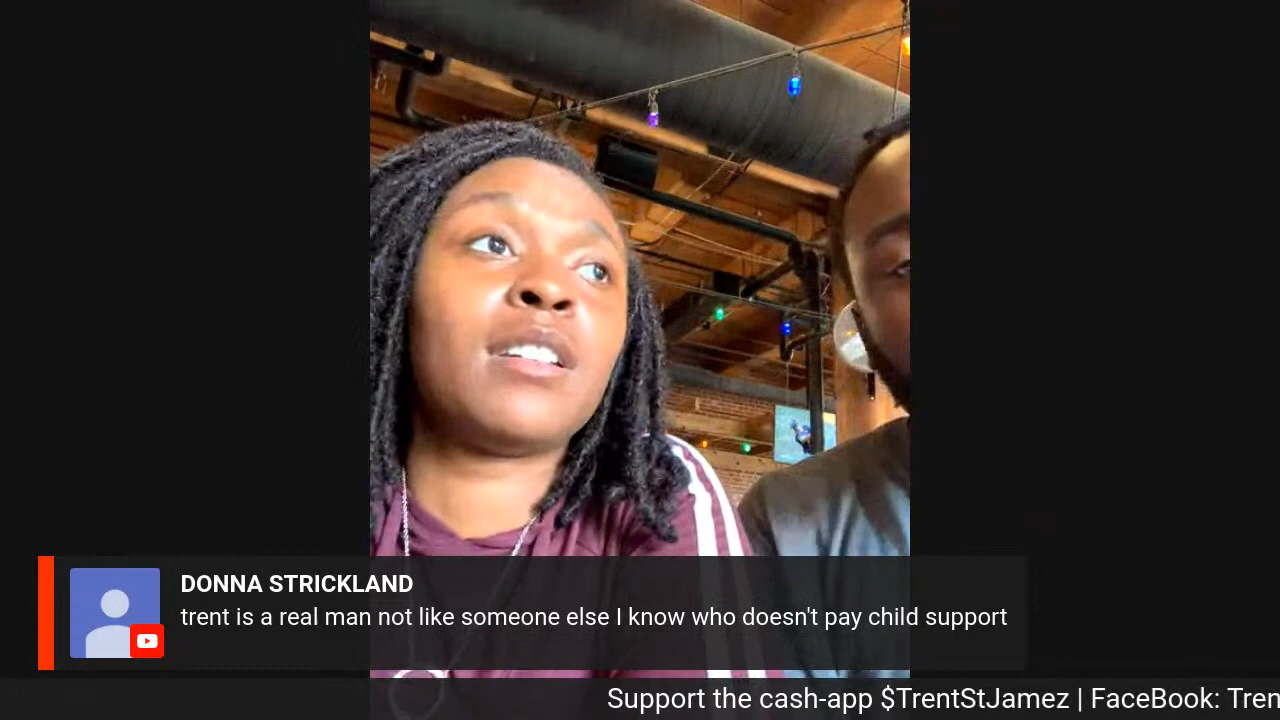 DONNA STRICKLAND
trent is a real man not like someone else I know who doesn't pay child support
Support the cash-app $TrentStJamez | FaceBook: Tren